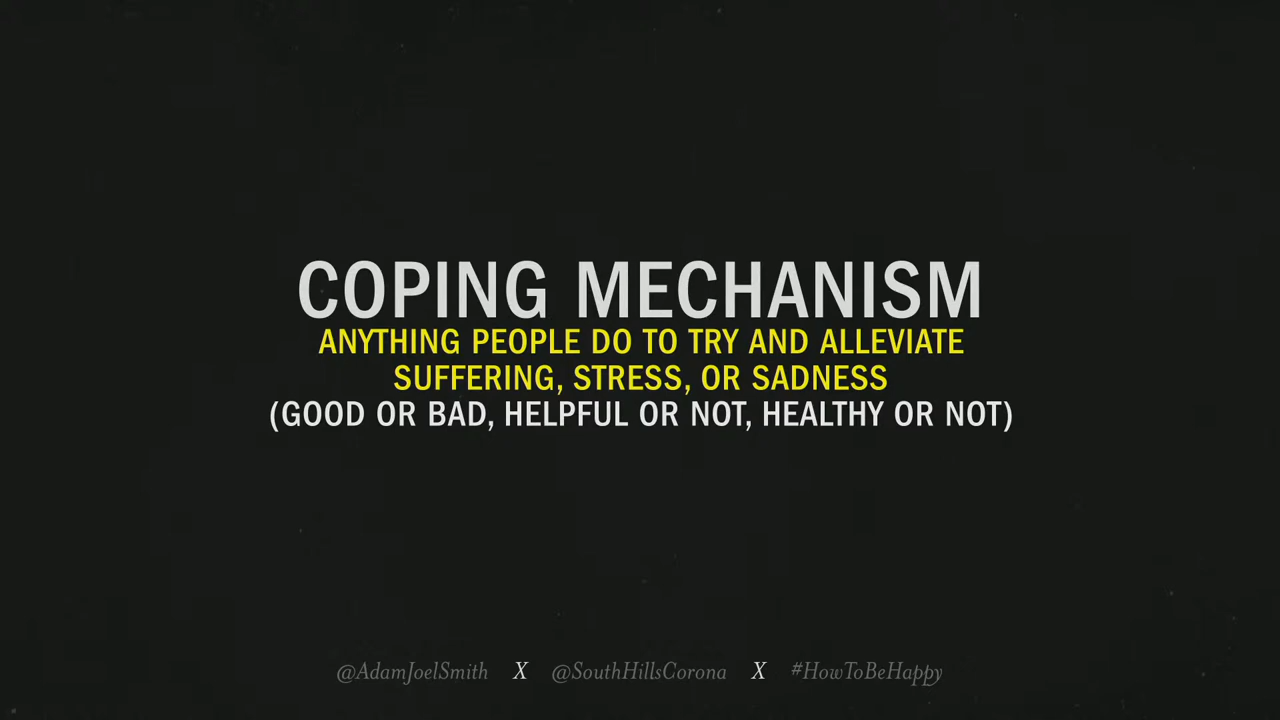 COPING MECHANISM
ANYTHING PEOPLE DO TO TRY AND ALLEVIATE
SUFFERING, STRESS, OR SADNESS
(GOOD OR BAD, HELPFUL OR NOT, HEALTHY OR NOT)
@AdamJoelSmith X @SouthHillsCorona X #HowToBeHappy